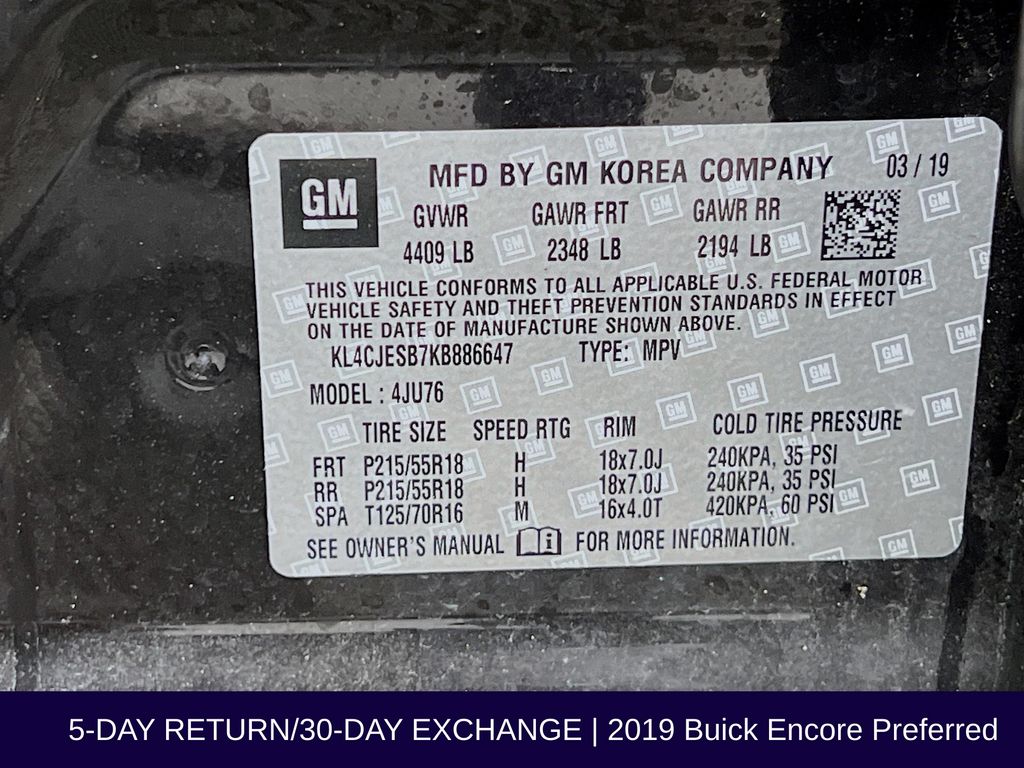 GM
MFD BY GM KOREA COMPANY 03 / 19
GVWR GAWR FRT GAWR RR
4409 LB 2348 LB 2194 LB
THIS VEHICLE CONFORMS TO ALL APPLICABLE U.S. FEDERAL MOTOR
VEHICLE SAFETY AND THEFT PREVENTION STANDARDS IN EFFECT
ON THE DATE OF MANUFACTURE SHOWN ABOVE.
KL4CJESB7KB886647 TYPE: MPV
MODEL : 4JU76
TIRE SIZE SPEED RTG RIM COLD TIRE PRESSURE
FRT P215/55R18 H 18x7.0J 240KPA, 35 PSI
RR P215/55R18 H 18x7.0J 240KPA, 35 PSI
SPA T125/70R16 M 16x4.0T 420KPA, 60 PSI
SEE OWNER'S MANUAL i FOR MORE INFORMATION.
5-DAY RETURN/30-DAY EXCHANGE | 2019 Buick Encore Preferred